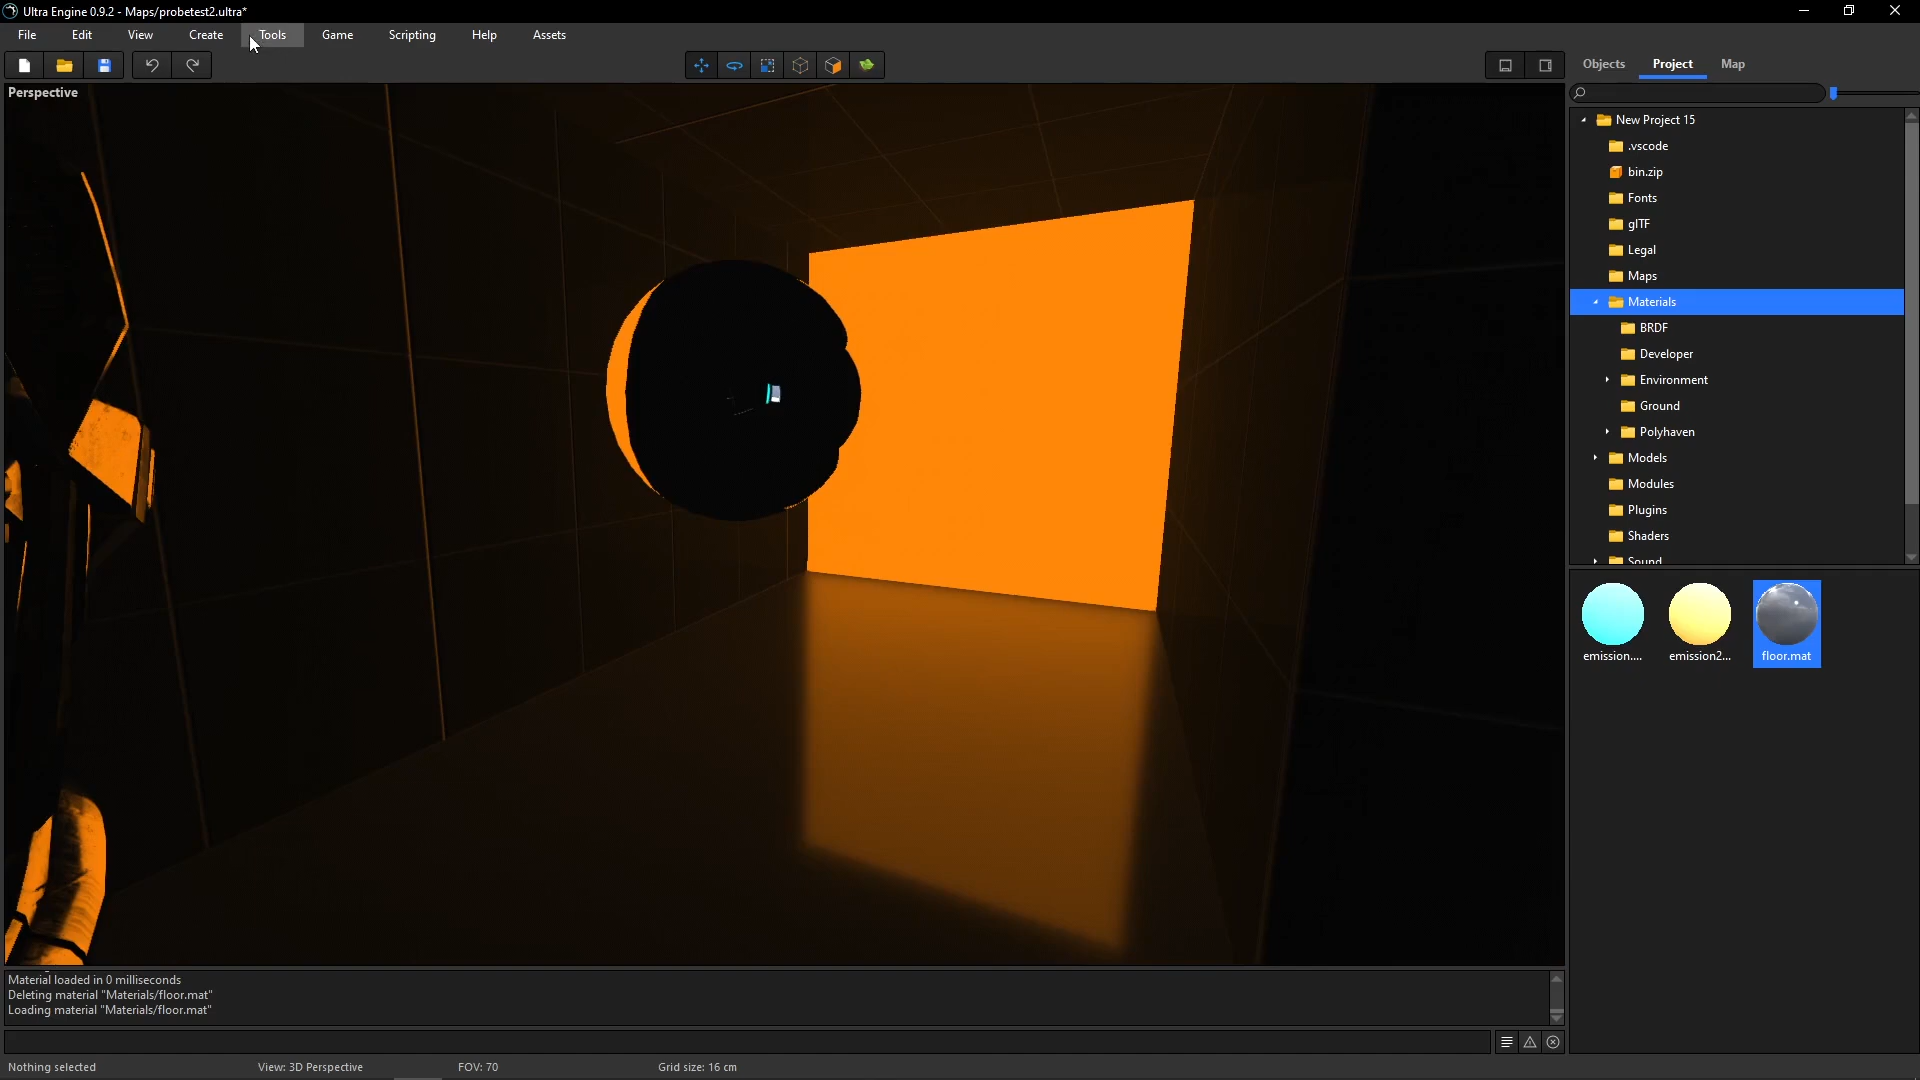 Ultra Engine 0.9.2 - Maps/probetest2.ultra*
File Edit View Create Tools Game Scripting Help Assets
Objects Project Map
Perspective
New Project 15
.vscode
bin.zip
Fonts
glTF
Legal
Maps
Materials
BRDF
Developer
Environment
Ground
Polyhaven
Models
Modules
Plugins
Shaders
Sound
emission.... emission2... floor.mat
Material loaded in 0 milliseconds
Deleting material "Materials/floor.mat"
Loading material "Materials/floor.mat"
Nothing selected View: 3D Perspective FOV: 70 Grid size: 16 cm